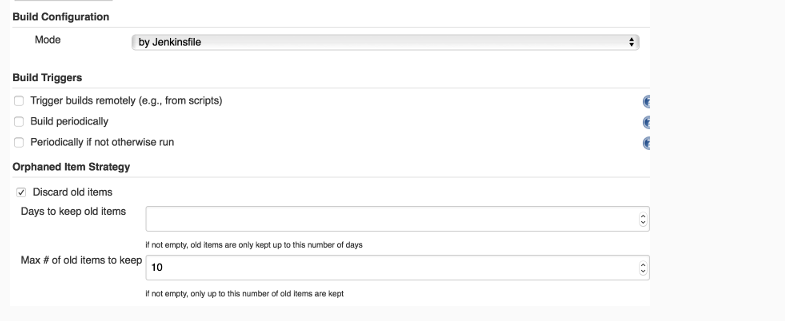 Build Configuration
Mode
by Jenkinsfile
Build Triggers
Trigger builds remotely (e.g., from scripts)
Build periodically
Periodically if not otherwise run
Orphaned Item Strategy
Discard old items
Days to keep old items
if not empty, old items are only kept up to this number of days
Max # of old items to keep 10
if not empty, only up to this number of old items are kept